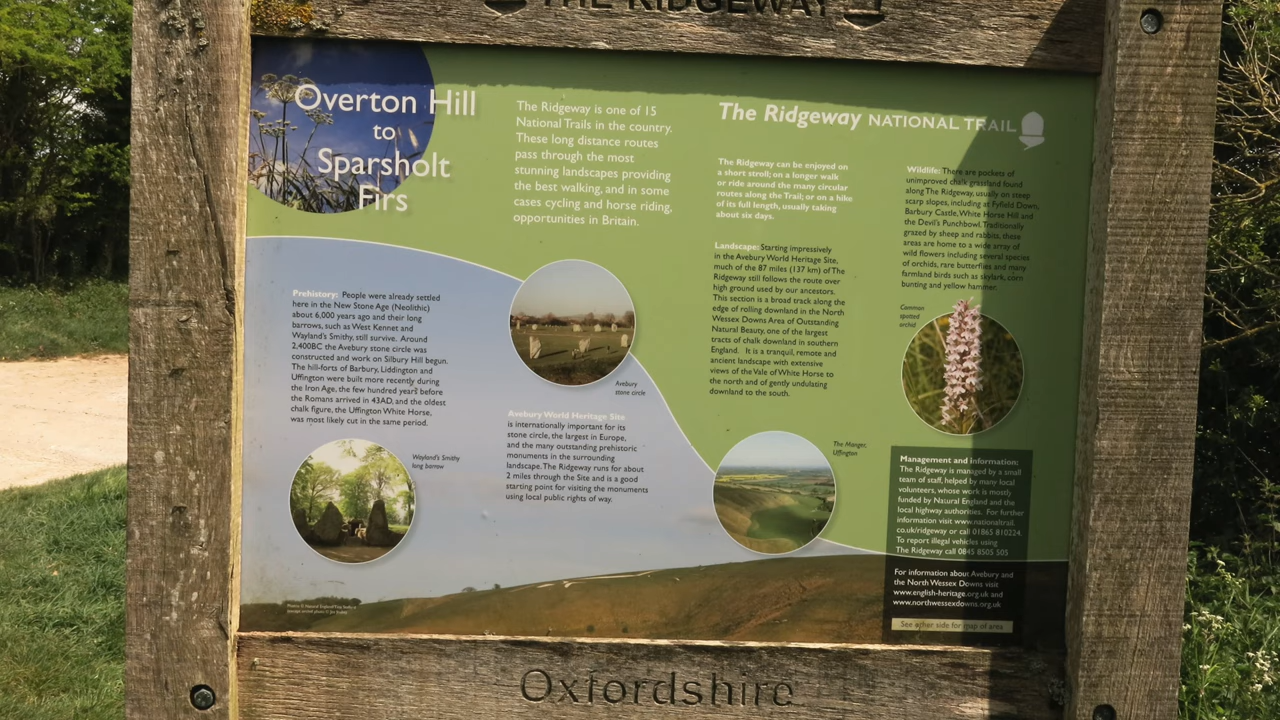 THE RIDGEWAY
Overton Hill
to
Sparsholt
Firs
The Ridgeway is one of 15
National Trails in the country.
These long distance routes
pass through the most
stunning landscapes providing
the best walking, and in some
cases cycling and horse riding,
opportunities in Britain.
The Ridgeway NATIONAL TRAIL
The Ridgeway can be enjoyed on
a short stroll; on a longer walk
or ride around the many circular
routes along the Trail; or on a hike
of its full length, usually taking
about six days.
Landscape: Starting impressively
in the Avebury World Heritage Site,
much of the 87 miles (137 km) of The
Ridgeway still follows the route over
high ground used by our ancestors.
This section is a broad track along the
edge of rolling downland in the North
Wessex Downs Area of Outstanding
Natural Beauty, one of the largest
tracts of chalk downland in southern
England. It is a tranquil, remote and
ancient landscape with extensive
views of the Vale of White Horse to
the north and of gently undulating
downland to the south.
Wildlife: There are pockets of
unimproved chalk grassland found
along The Ridgeway, usually on steep
scarp slopes, including at Fyfield Down,
Barbury Castle, White Horse Hill and
the Devil's Punchbowl. Traditionally
grazed by sheep and rabbits, these
areas are home to a wide array of
wild flowers including several species
of orchids, rare butterflies and many
farmland birds such as skylark, corn
bunting and yellow hammer.
Common
spotted
orchid
Prehistory: People were already settled
here in the New Stone Age (Neolithic)
about 6,000 years ago and their long
barrows, such as West Kennet and
Wayland's Smithy, still survive. Around
2,400BC the Avebury stone circle was
constructed and work on Silbury Hill begun.
The hill-forts of Barbury, Liddington and
Uffington were built more recently during
the Iron Age, the few hundred years before
the Romans arrived in 43AD, and the oldest
chalk figure, the Uffington White Horse,
was most likely cut in the same period.
Avebury
stone circle
Wayland's Smithy
long barrow
Avebury World Heritage Site
is internationally important for its
stone circle, the largest in Europe,
and the many outstanding prehistoric
monuments in the surrounding
landscape. The Ridgeway runs for about
2 miles through the Site and is a good
starting point for visiting the monuments
using local public rights of way.
The Manger,
Uffington
Management and information:
The Ridgeway is managed by a small
team of staff, helped by many local
volunteers, whose work is mostly
funded by Natural England and the
local highway authorities. For further
information visit www.nationaltrail.
co.uk/ridgeway or call 01865 810224.
To report illegal vehicles using
The Ridgeway call 0845 8505 505
For information about Avebury and
the North Wessex Downs visit
www.english-heritage.org.uk and
www.northwessexdowns.org.uk
See other side for map of area
Oxfordshire